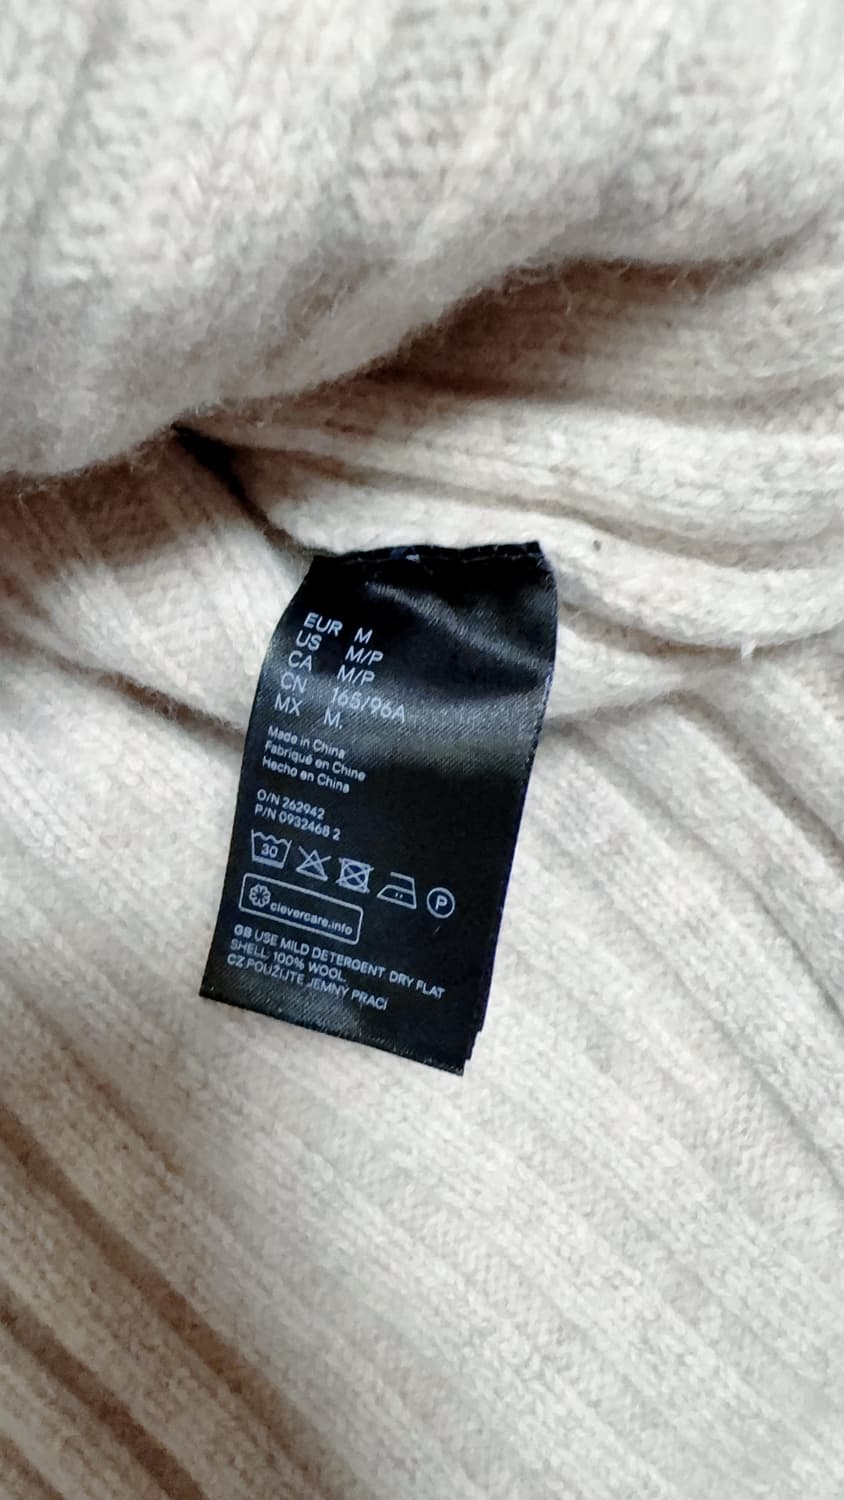 EUR M
US M/P
CA M/P
CN 165/96A
MX M
Made in China
Fabriqué en Chine
Hecho en China
O/N 262942
P/N 0932468 2
30
P
clevercare.info
GB USE MILD DETERGENT DRY FLAT
SHELL: 100% WOOL
CZ POUŽIJTE JEMNÝ PRACÍ